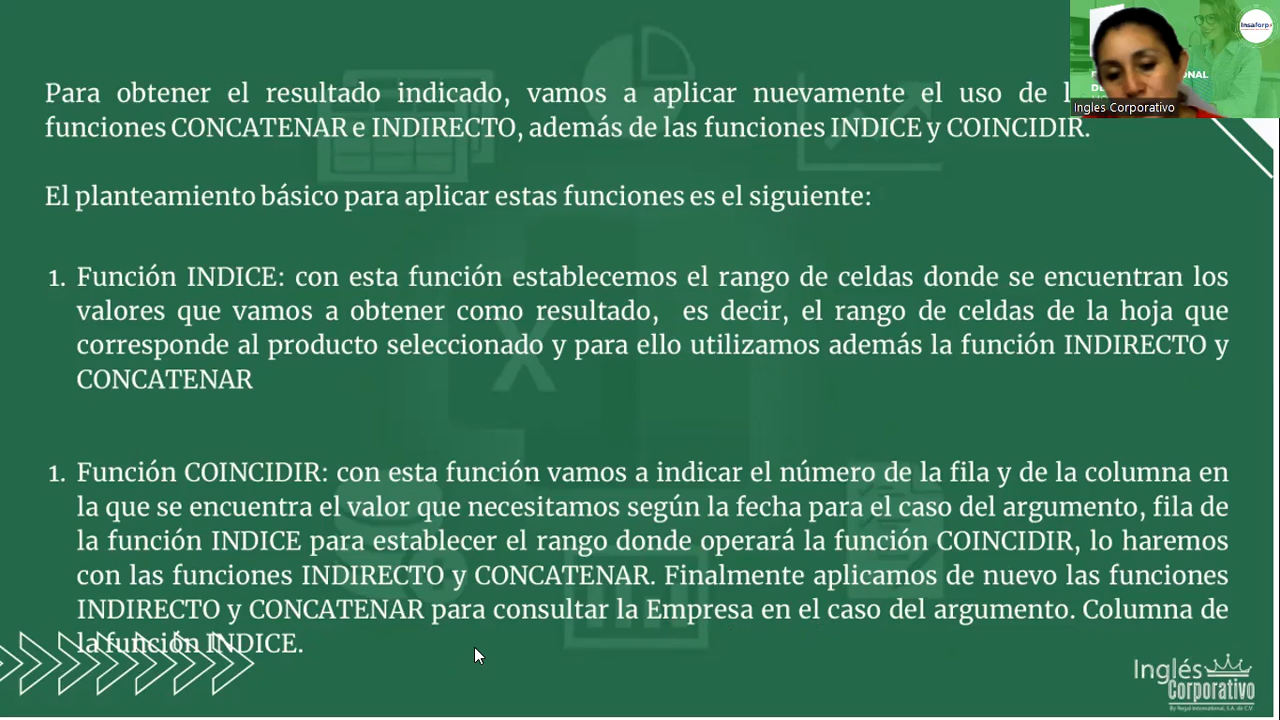 Para obtener el resultado indicado, vamos a aplicar nuevamente el uso de
funciones CONCATENAR e INDIRECTO, además de las funciones INDICE y COINCIDIR.
El planteamiento básico para aplicar estas funciones es el siguiente:
1. Función INDICE: con esta función establecemos el rango de celdas donde se encuentran los
valores que vamos a obtener como resultado, es decir, el rango de celdas de la hoja que
corresponde al producto seleccionado y para ello utilizamos además la función INDIRECTO y
CONCATENAR
1. Función COINCIDIR: con esta función vamos a indicar el número de la fila y de la columna en
la que se encuentra el valor que necesitamos según la fecha para el caso del argumento, fila de
la función INDICE para establecer el rango donde operará la función COINCIDIR, lo haremos
con las funciones INDIRECTO y CONCATENAR. Finalmente aplicamos de nuevo las funciones
INDIRECTO y CONCATENAR para consultar la Empresa en el caso del argumento. Columna de
la función INDICE.
Insaforp
Ingles Corporativo
Inglés
Corporativo
By Regal International, S.A. de C.V.